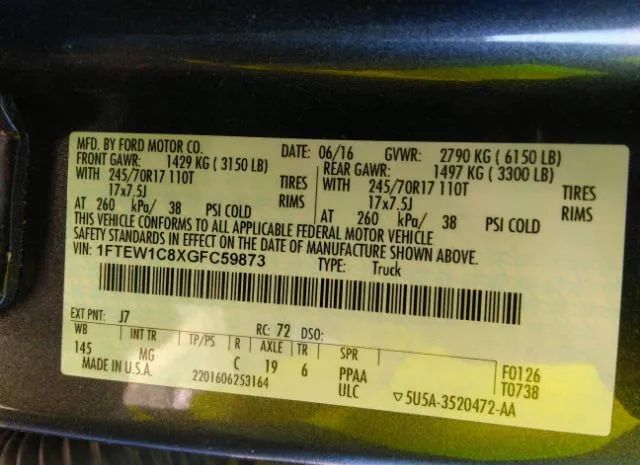 MFD. BY FORD MOTOR CO.
DATE: 06/16 GVWR: 2790 KG ( 6150 LB)
FRONT GAWR: 1429 KG ( 3150 LB) REAR GAWR: 1497 KG ( 3300 LB)
WITH 245/70R17 110T TIRES WITH 245/70R17 110T TIRES
17x7.5J RIMS 17x7.5J RIMS
AT 260 kPa/ 38 PSI COLD AT 260 kPa/ 38 PSI COLD
THIS VEHICLE CONFORMS TO ALL APPLICABLE FEDERAL MOTOR VEHICLE
SAFETY STANDARDS IN EFFECT ON THE DATE OF MANUFACTURE SHOWN ABOVE.
VIN: 1FTEW1C8XGFC59873 TYPE: Truck
EXT PNT: J7 RC: 72 DSO:
WB INT TR TP/PS R AXLE TR SPR
145 MG C 19 6 PPAA F0126
MADE IN U.S.A. 2201606253164 ULC T0738
▽5U5A-3520472-AA